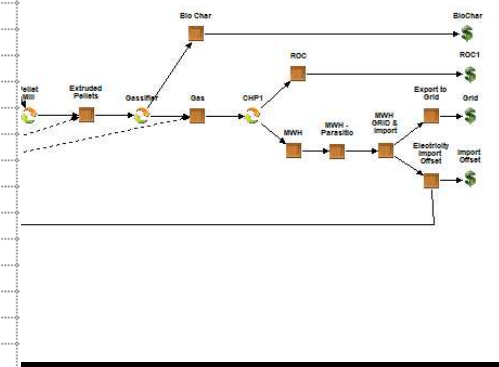 Bio Char
BioChar
ROC
ROC1
Mill
Extruded
Pellets
Gassifier
Gas
CHP1
Export to
Grid
Grid
MWH
MWH -
Parasitic
MWH
GRID &
Import
Electricity
Import
Offset
Import
Offset